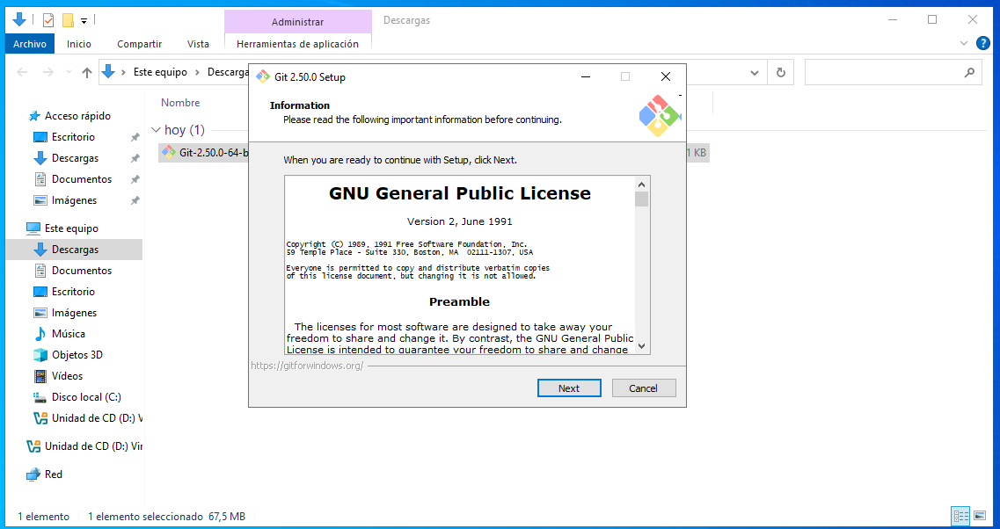 Administrar
Descargas
Archivo
Inicio
Compartir
Vista
Herramientas de aplicación
Este equipo
Nombre
Acceso rápido
Escritorio
Descargas
Documentos
Imágenes
Este equipo
Descargas
Documentos
Escritorio
Imágenes
Música
Objetos 3D
Vídeos
Disco local (C:)
Unidad de CD (D:) V
Unidad de CD (D:) Vir
Red
hoy (1)
Git-2.50.0-64-b
KB
Git 2.50.0 Setup
Information
Please read the following important information before continuing.
When you are ready to continue with Setup, click Next.
GNU General Public License
Version 2, June 1991
Copyright (C) 1989, 1991 Free Software Foundation, Inc.
59 Temple Place - Suite 330, Boston, MA 02111-1307, USA
Everyone is permitted to copy and distribute verbatim copies
of this license document, but changing it is not allowed.
Preamble
The licenses for most software are designed to take away your
freedom to share and change it. By contrast, the GNU General Public
License is intended to guarantee your freedom to share and change
https://gitforwindows.org/
Next
Cancel
1 elemento
1 elemento seleccionado 67,5 MB